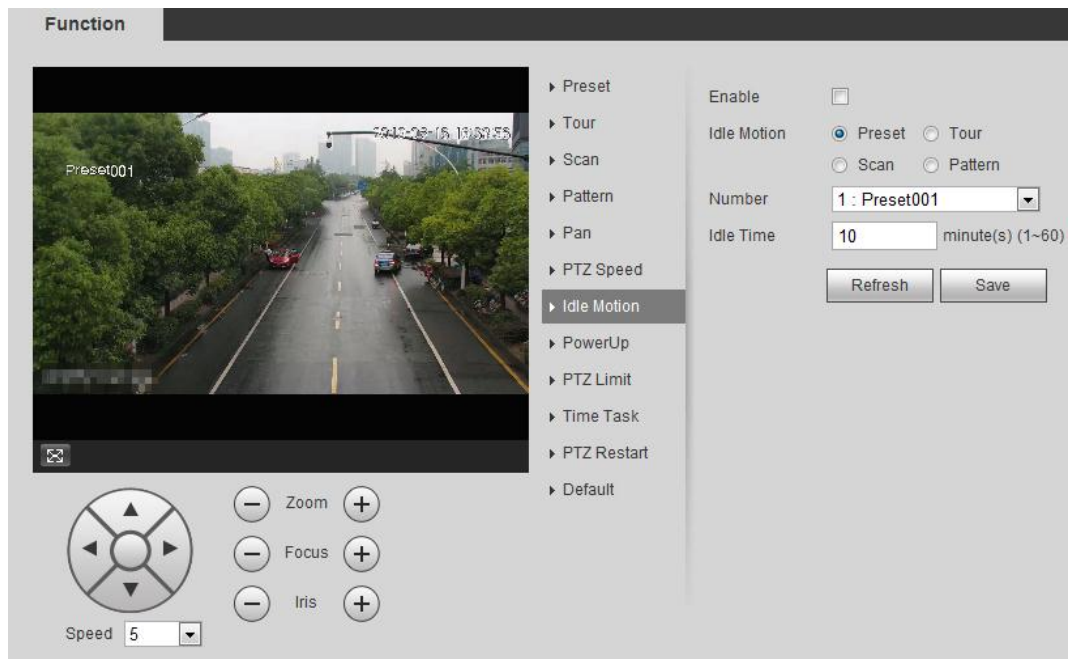 Function
Preset001
Preset
Tour
Scan
Pattern
Pan
PTZ Speed
Idle Motion
PowerUp
PTZ Limit
Time Task
PTZ Restart
Default
Enable
Idle Motion Preset Tour
Scan Pattern
Number 1 : Preset001
Idle Time 10 minute(s) (1~60)
Refresh Save
Zoom
Focus
Iris
Speed 5